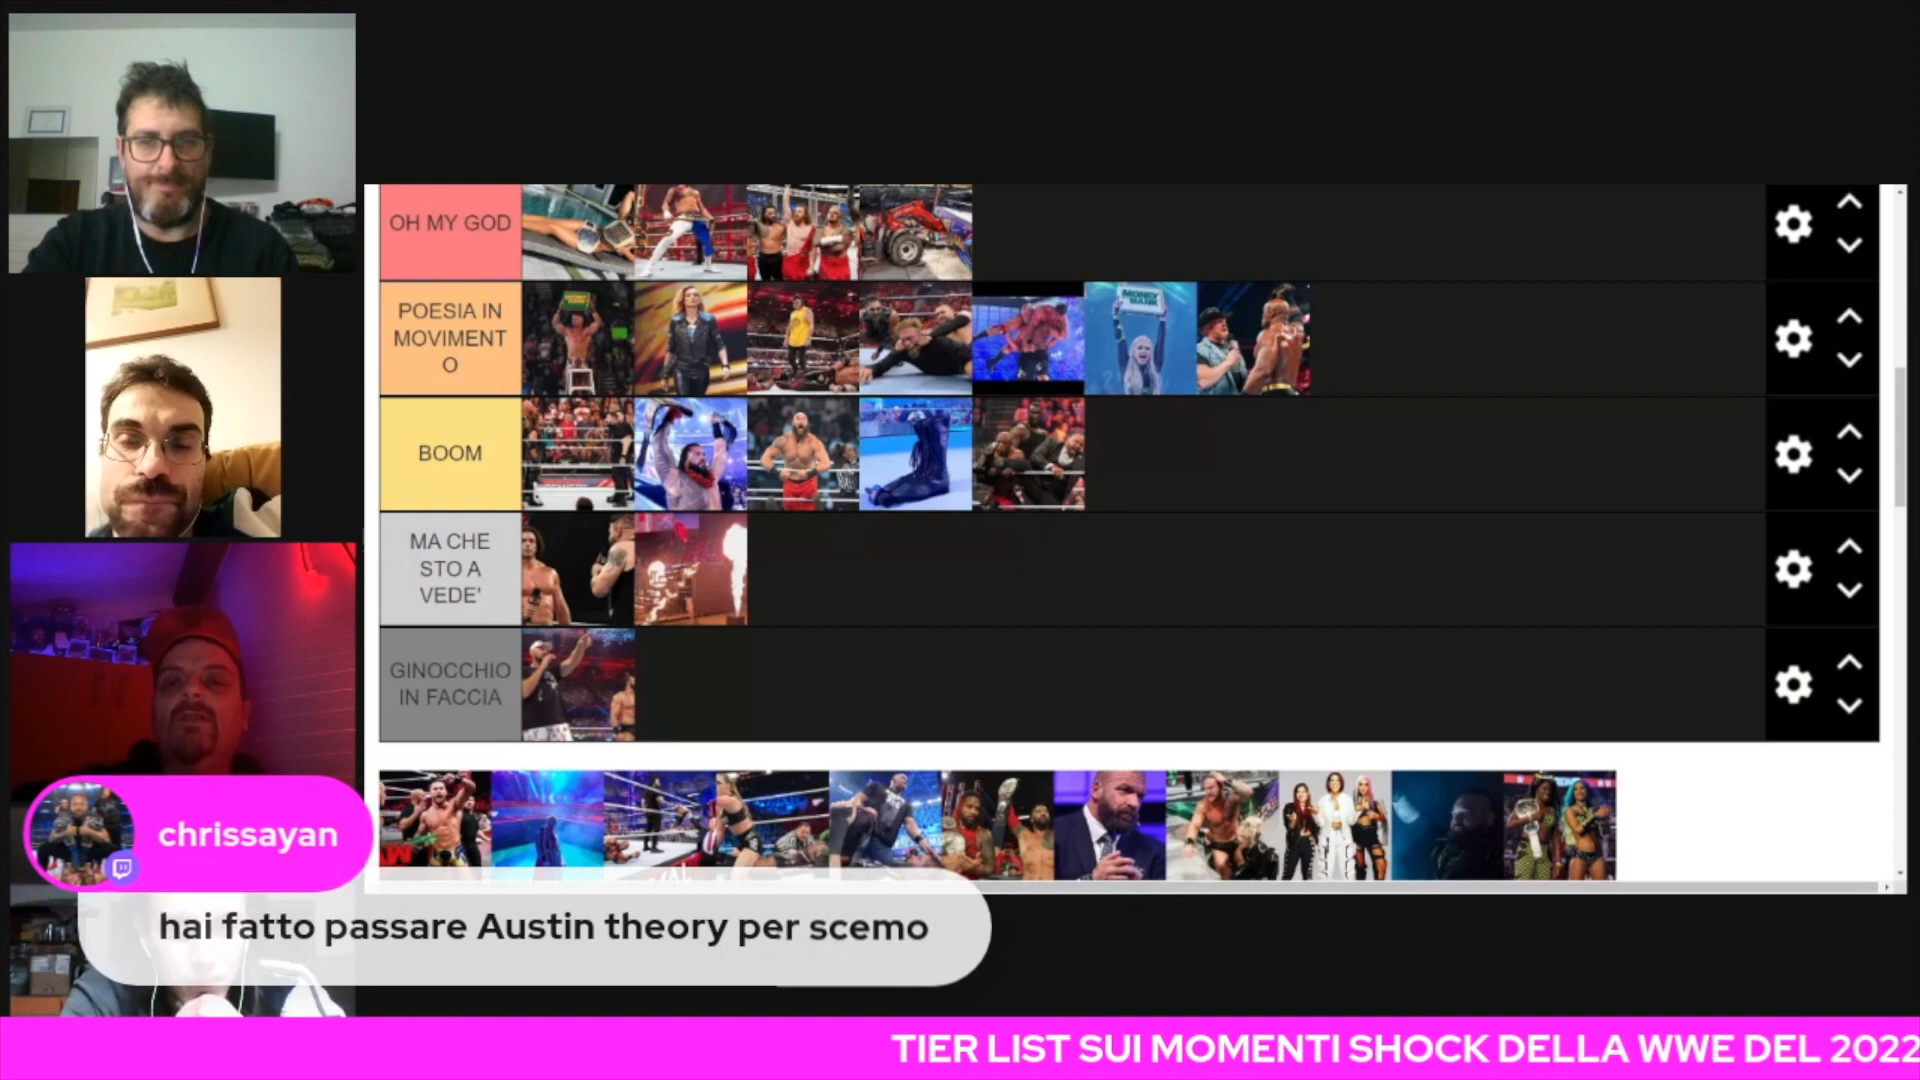 OH MY GOD
POESIA IN
MOVIMENT
O
BOOM
MA CHE
STO A
VEDE'
GINOCCHIO
IN FACCIA
chrissayan
hai fatto passare Austin theory per scemo
TIER LIST SUI MOMENTI SHOCK DELLA WWE DEL 2022